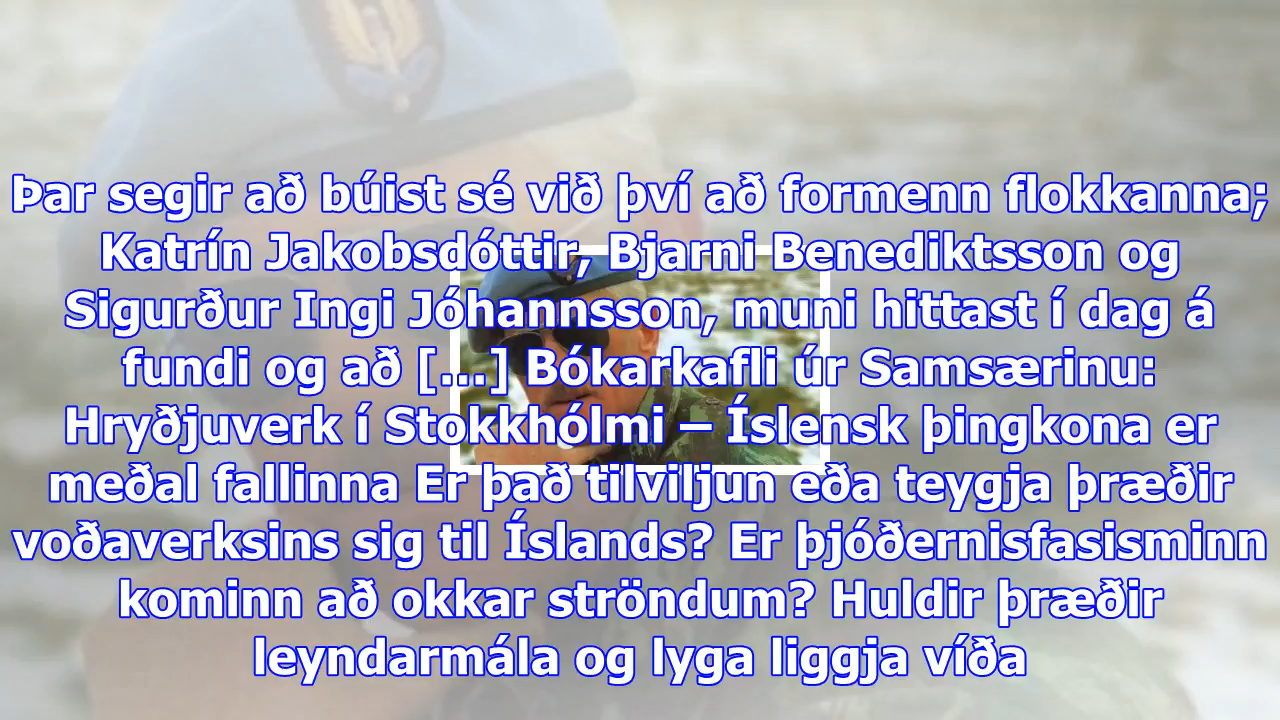 Þar segir að búist sé við því að formenn flokkanna;
Katrín Jakobsdóttir, Bjarni Benediktsson og
Sigurður Ingi Jóhannsson, muni hittast í dag á
fundi og að [...] Bókarkafli úr Samsærinu:
Hryðjuverk í Stokkhólmi – Íslensk þingkona er
meðal fallinna Er það tilviljun eða teygja þræðir
voðaverksins sig til Íslands? Er þjóðernisfasisminn
kominn að okkar ströndum? Huldir þræðir
leyndarmála og lyga liggja víða